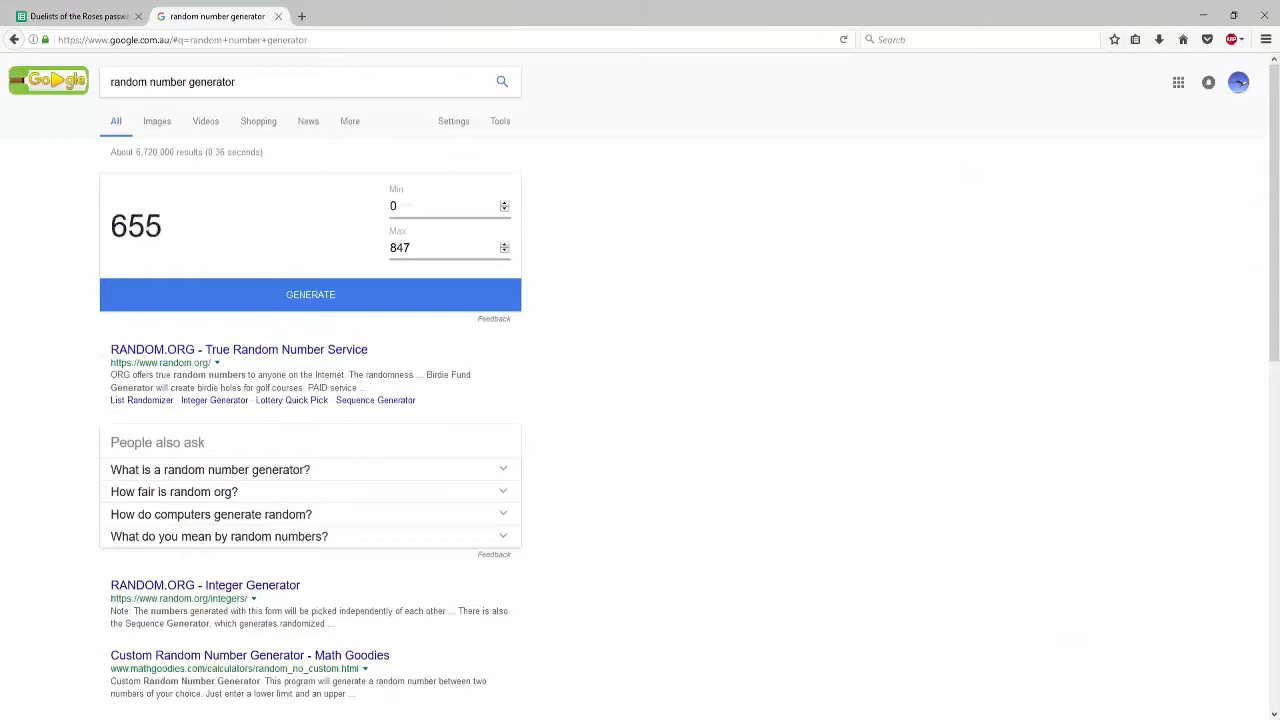 Duelists of the Roses passw
random number generator
https://www.google.com.au/#q=random+number+generator
Search
Google
random number generator
All Images Videos Shopping News More Settings Tools
About 6,720,000 results (0.36 seconds)
655
Min
0
Max
847
GENERATE
Feedback
RANDOM.ORG - True Random Number Service
https://www.random.org/
ORG offers true random numbers to anyone on the Internet. The randomness ... Birdie Fund
Generator will create birdie holes for golf courses. PAID service ...
List Randomizer · Integer Generator · Lottery Quick Pick · Sequence Generator
People also ask
What is a random number generator?
How fair is random org?
How do computers generate random?
What do you mean by random numbers?
Feedback
RANDOM.ORG - Integer Generator
https://www.random.org/integers/
Note: The numbers generated with this form will be picked independently of each other ... There is also
the Sequence Generator, which generates randomized ...
Custom Random Number Generator - Math Goodies
www.mathgoodies.com/calculators/random_no_custom.html
Custom Random Number Generator. This program will generate a random number between two
numbers of your choice. Just enter a lower limit and an upper ...